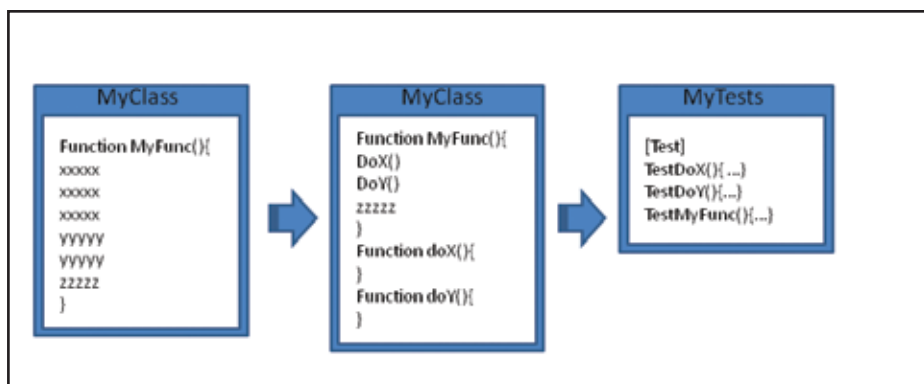 MyClass
Function MyFunc(){
xxxxx
xxxxx
xxxxx
yyyyy
yyyyy
zzzzz
}
MyClass
Function MyFunc(){
DoX()
DoY()
zzzzz
}
Function doX(){
}
Function doY(){
}
MyTests
[Test]
TestDoX(){ ...}
TestDoY(){...}
TestMyFunc(){...}